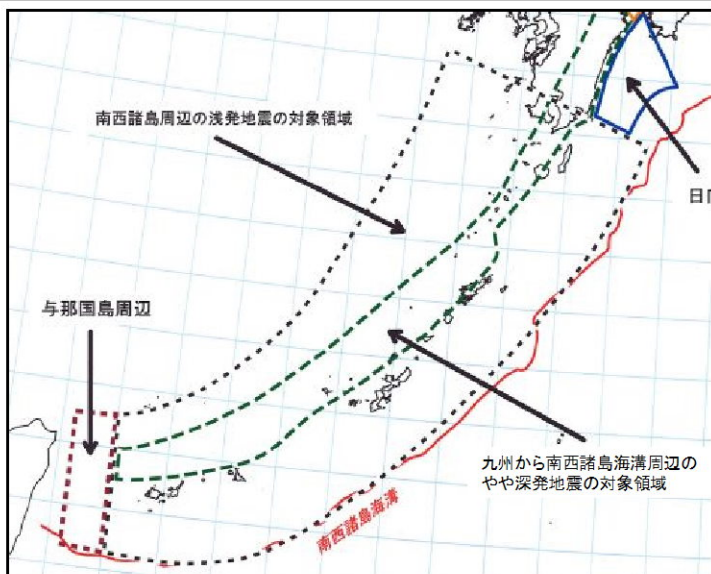 南西諸島周辺の浅発地震の対象領域
与那国島周辺
九州から南西諸島海溝周辺の
やや深発地震の対象領域
南西諸島海溝